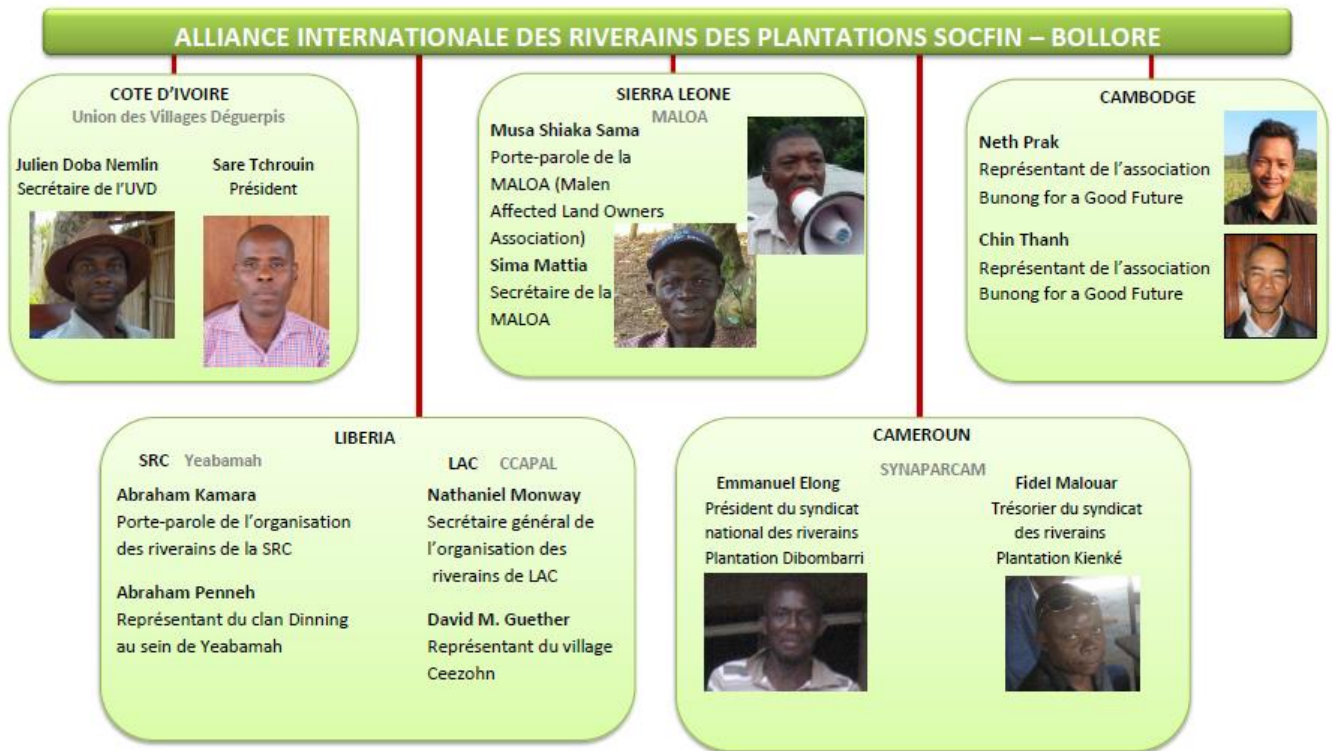 ALLIANCE INTERNATIONALE DES RIVERAINS DES PLANTATIONS SOCFIN – BOLLORE
COTE D'IVOIRE
Union des Villages Déguerpis
Julien Doba Nemlin
Secrétaire de l'UVD
Sare Tchrouin
Président
SIERRA LEONE
MALOA
Musa Shiaka Sama
Porte-parole de la
MALOA (Malen
Affected Land Owners
Association)
Sima Mattia
Secrétaire de la
MALOA
CAMBODGE
Neth Prak
Représentant de l'association
Bunong for a Good Future
Chin Thanh
Représentant de l'association
Bunong for a Good Future
LIBERIA
SRC Yeabamah
Abraham Kamara
Porte-parole de l'organisation
des riverains de la SRC
Abraham Penneh
Représentant du clan Dinning
au sein de Yeabamah
LAC CCAPAL
Nathaniel Monway
Secrétaire général de
l'organisation des
riverains de LAC
David M. Guether
Représentant du village
Ceezohn
CAMEROUN
SYNAPARCAM
Emmanuel Elong
Président du syndicat
national des riverains
Plantation Dibombarri
Fidel Malouar
Trésorier du syndicat
des riverains
Plantation Kienké